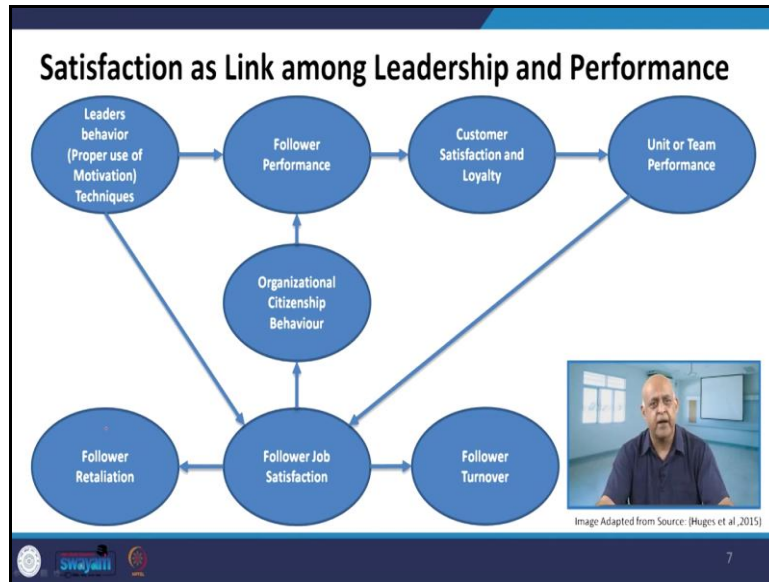 Satisfaction as Link among Leadership and Performance
Leaders
behavior
(Proper use of
Motivation)
Techniques
Follower
Performance
Customer
Satisfaction and
Loyalty
Unit or Team
Performance
Organizational
Citizenship
Behaviour
Follower
Retaliation
Follower Job
Satisfaction
Follower
Turnover
Image Adapted from Source: (Huges et al ,2015)
swayam
7